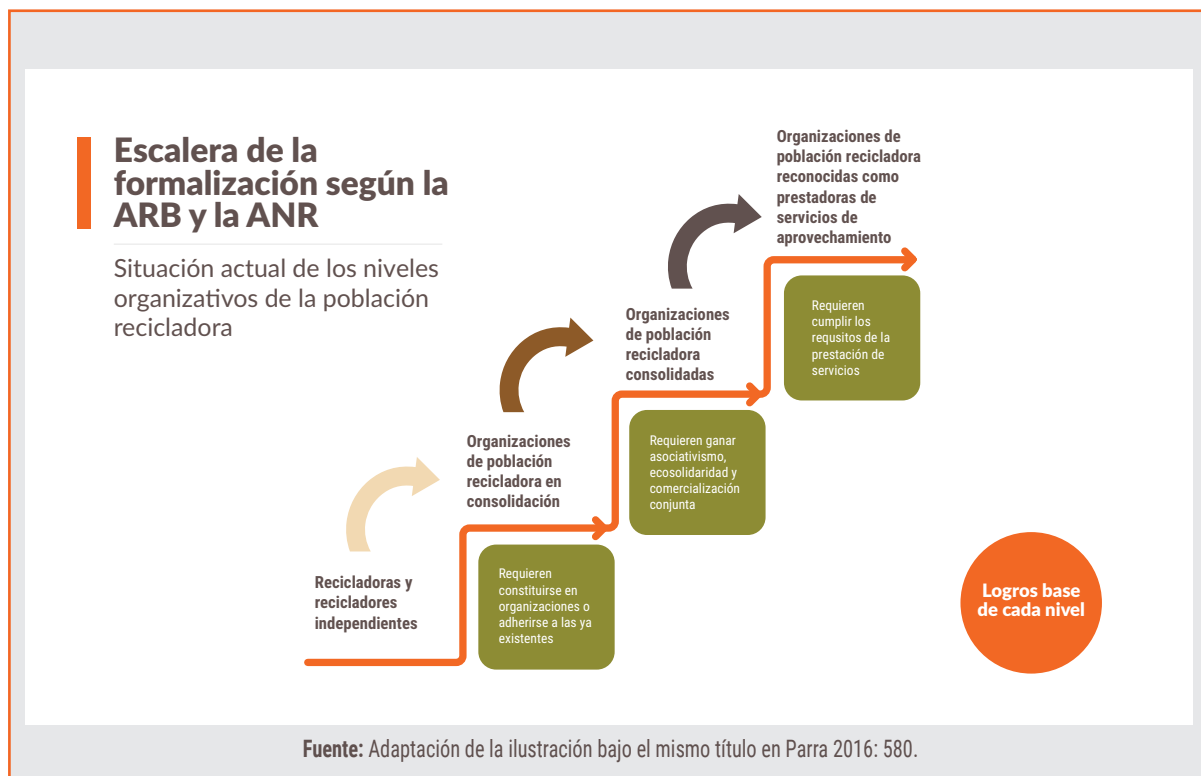 Escalera de la
formalización según la
ARB y la ANR
Situación actual de los niveles
organizativos de la población
recicladora
Recicladoras y
recicladores
independientes
Requieren
constituirse en
organizaciones o
adherirse a las ya
existentes
Organizaciones
de población
recicladora en
consolidación
Requieren ganar
asociativismo,
ecosolidaridad y
comercialización
conjunta
Organizaciones
de población
recicladora
consolidadas
Requieren
cumplir los
requsitos de la
prestación de
servicios
Organizaciones de
población recicladora
reconocidas como
prestadoras de
servicios de
aprovechamiento
Logros base
de cada nivel
Fuente: Adaptación de la ilustración bajo el mismo título en Parra 2016: 580.